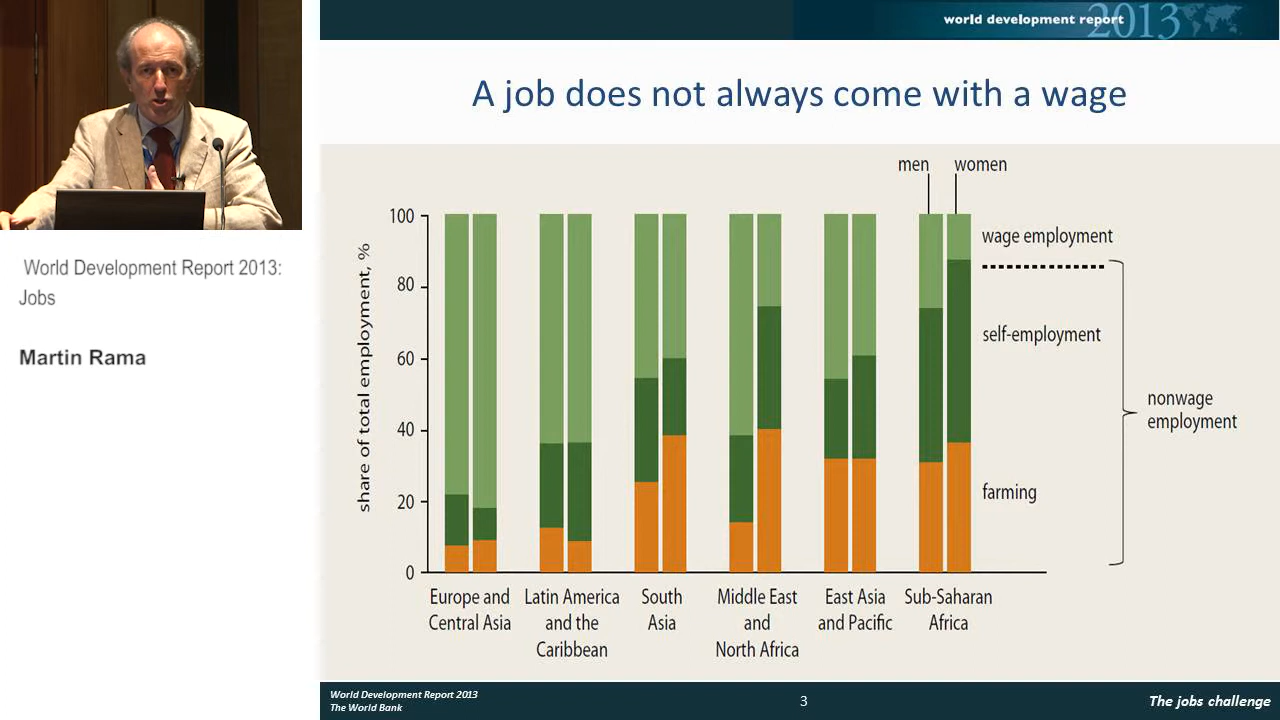 world development report
2013
A job does not always come with a wage
World Development Report 2013:
Jobs
Martin Rama
men women
share of total employment, %
100
80
60
40
20
0
wage employment
self-employment
farming
nonwage
employment
Europe and
Central Asia
Latin America
and the
Caribbean
South
Asia
Middle East
and
North Africa
East Asia
and Pacific
Sub-Saharan
Africa
World Development Report 2013
The World Bank
3
The jobs challenge